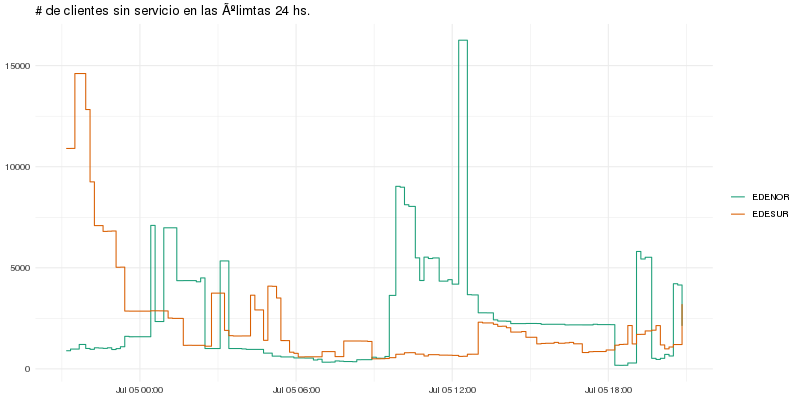 # de clientes sin servicio en las Ãºlimtas 24 hs.
15000
10000
5000
0
Jul 05 00:00
Jul 05 06:00
Jul 05 12:00
Jul 05 18:00
EDENOR
EDESUR